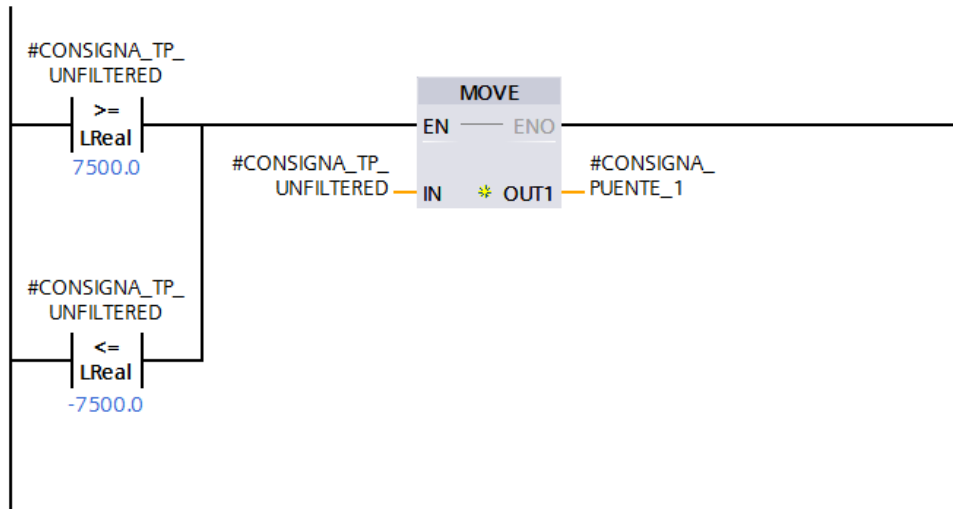 #CONSIGNA_TP_
UNFILTERED
>=
LReal
7500.0
MOVE
EN
ENO
#CONSIGNA_TP_
UNFILTERED
IN
OUT1
#CONSIGNA_
PUENTE_1
#CONSIGNA_TP_
UNFILTERED
<=
LReal
-7500.0